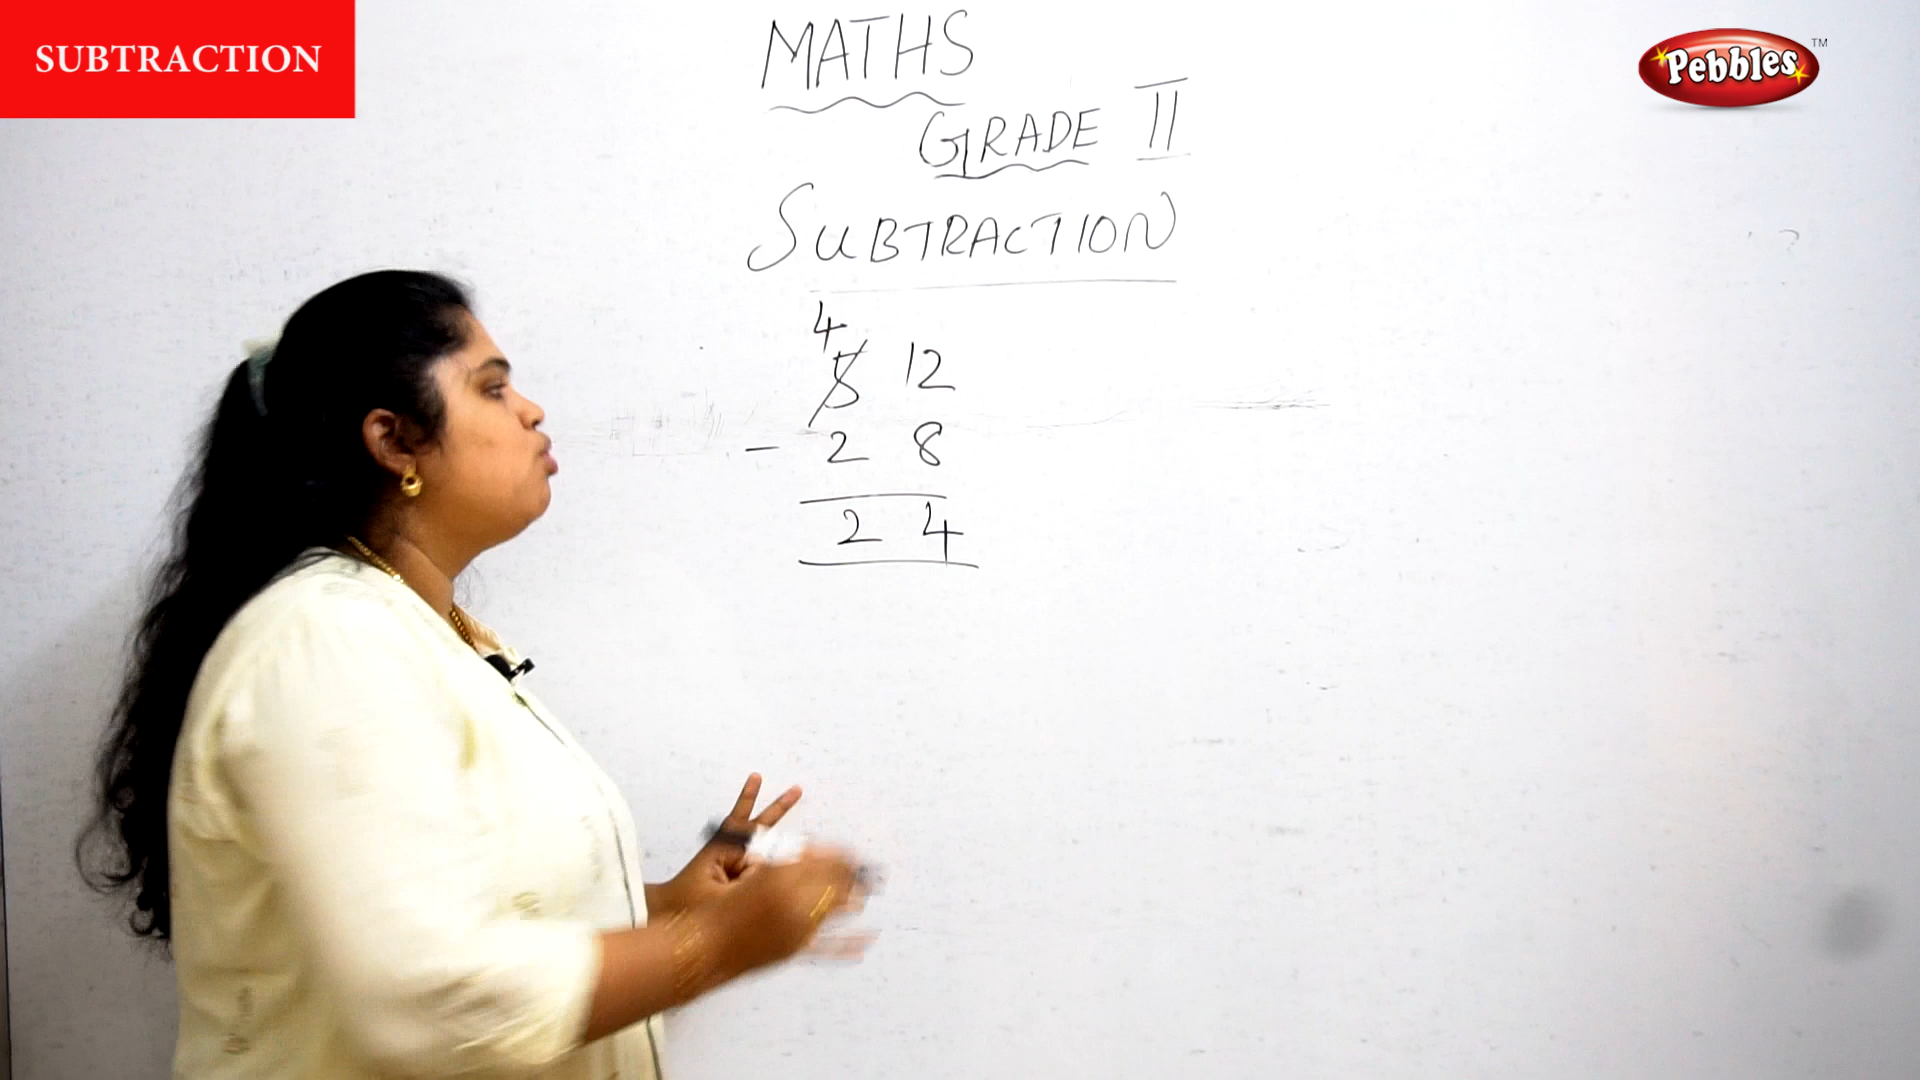 SUBTRACTION
Pebbles TM
MATHS
GRADE II
SUBTRACTION
4
5 12
- 2 8
2 4